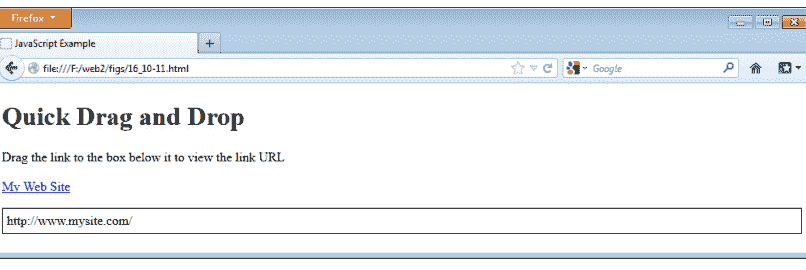 Firefox
JavaScript Example
file:///F:/web2/figs/16_10-11.html
Google
Quick Drag and Drop
Drag the link to the box below it to view the link URL
My Web Site
http://www.mysite.com/